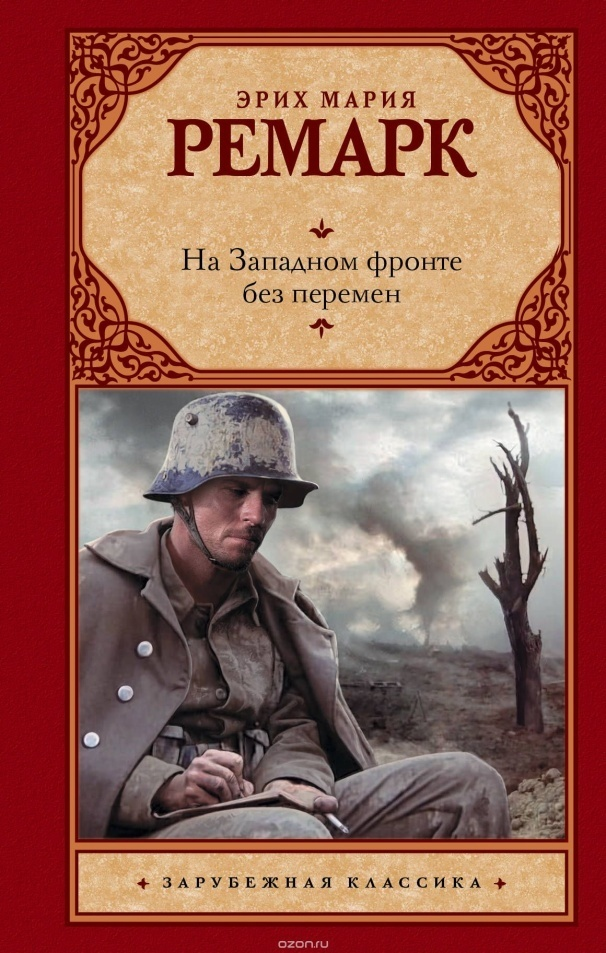 ЭРИХ МАРИЯ
РЕМАРК
На Западном фронте
без перемен
ЗАРУБЕЖНАЯ КЛАССИКА
ozon.ru